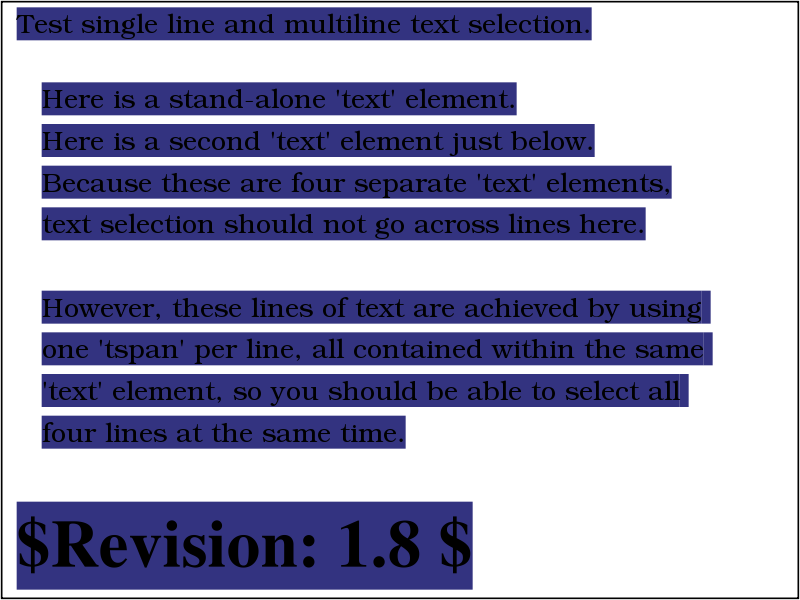 Test single line and multiline text selection.
Here is a stand-alone 'text' element.
Here is a second 'text' element just below.
Because these are four separate 'text' elements,
text selection should not go across lines here.
However, these lines of text are achieved by using
one 'tspan' per line, all contained within the same
'text' element, so you should be able to select all
four lines at the same time.
$Revision: 1.8 $